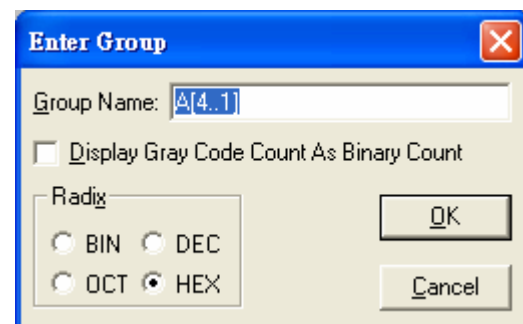 Enter Group
Group Name: A[4..1]
Display Gray Code Count As Binary Count
Radix
BIN DEC
OCT HEX
OK
Cancel